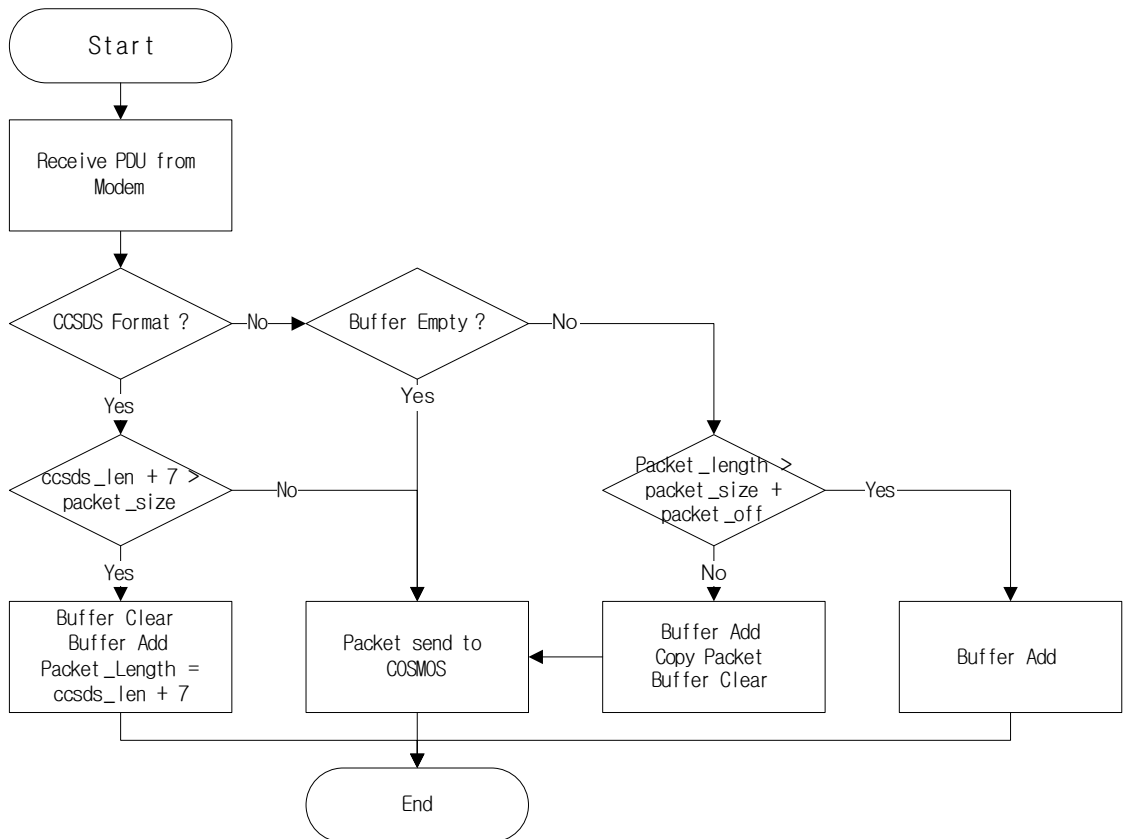 Start
Receive PDU from
Modem
CCSDS Format ?
No
Buffer Empty ?
No
Yes
Yes
ccsds_len + 7 >
packet_size
No
Packet_length >
packet_size +
packet_off
Yes
Yes
No
Buffer Clear
Buffer Add
Packet_Length =
ccsds_len + 7
Packet send to
COSMOS
Buffer Add
Copy Packet
Buffer Clear
Buffer Add
End